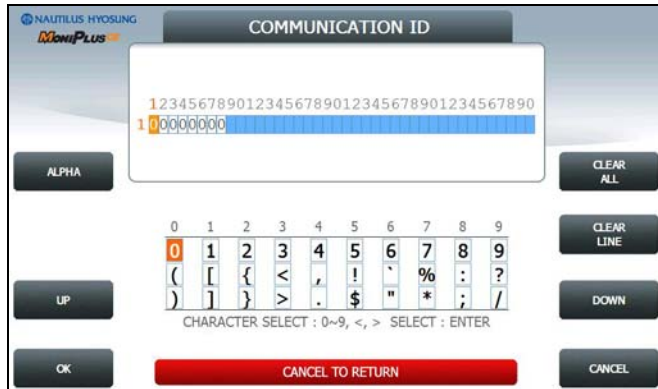 NAUTILUS HYOSUNG
MoniPlus
COMMUNICATION ID
1234567890123456789012345678901234567890
1 00000000
ALPHA
CLEAR ALL
0 1 2 3 4 5 6 7 8 9
0 1 2 3 4 5 6 7 8 9
( [ { < , ! ` % : ?
) ] } > . $ " * ; /
CLEAR LINE
UP
DOWN
CHARACTER SELECT : 0~9, <, > SELECT : ENTER
OK
CANCEL TO RETURN
CANCEL